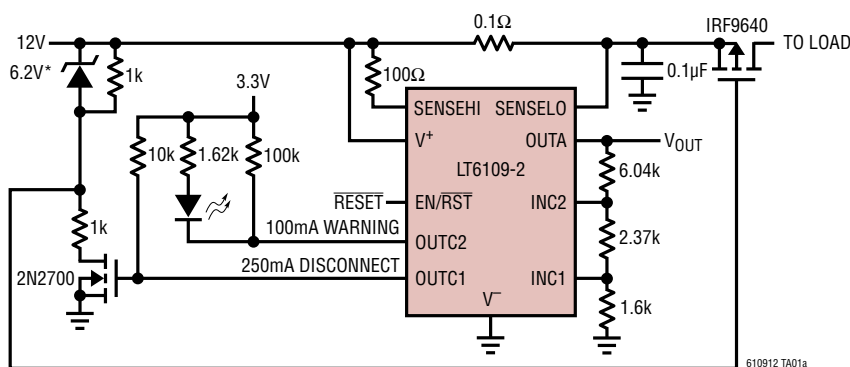 0.1Ω
IRF9640
12V
TO LOAD
6.2V*
1k
100Ω
0.1µF
3.3V
SENSEHI
SENSELO
V+
OUTA
VOUT
10k
1.62k
100k
LT6109-2
6.04k
RESET
EN/RST
INC2
1k
100mA WARNING
OUTC2
2.37k
250mA DISCONNECT
OUTC1
INC1
2N2700
V–
1.6k
610912 TA01a